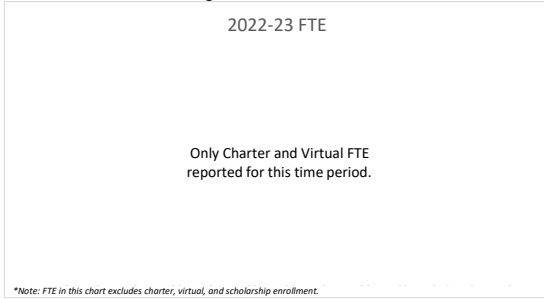 2022-23 FTE
Only Charter and Virtual FTE
reported for this time period.
*Note: FTE in this chart excludes charter, virtual, and scholarship enrollment.